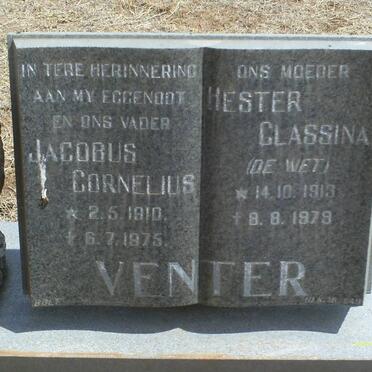 IN TERE HERINNERING
AAN MY EGGENOOT
EN ONS VADER
JACOBUS
CORNELIUS
* 2.5.1910.
† 6.7.1975.
ONS MOEDER
HESTER
CLASSINA
(DE WET)
* 14.10.1913
† 8.8.1979
VENTER